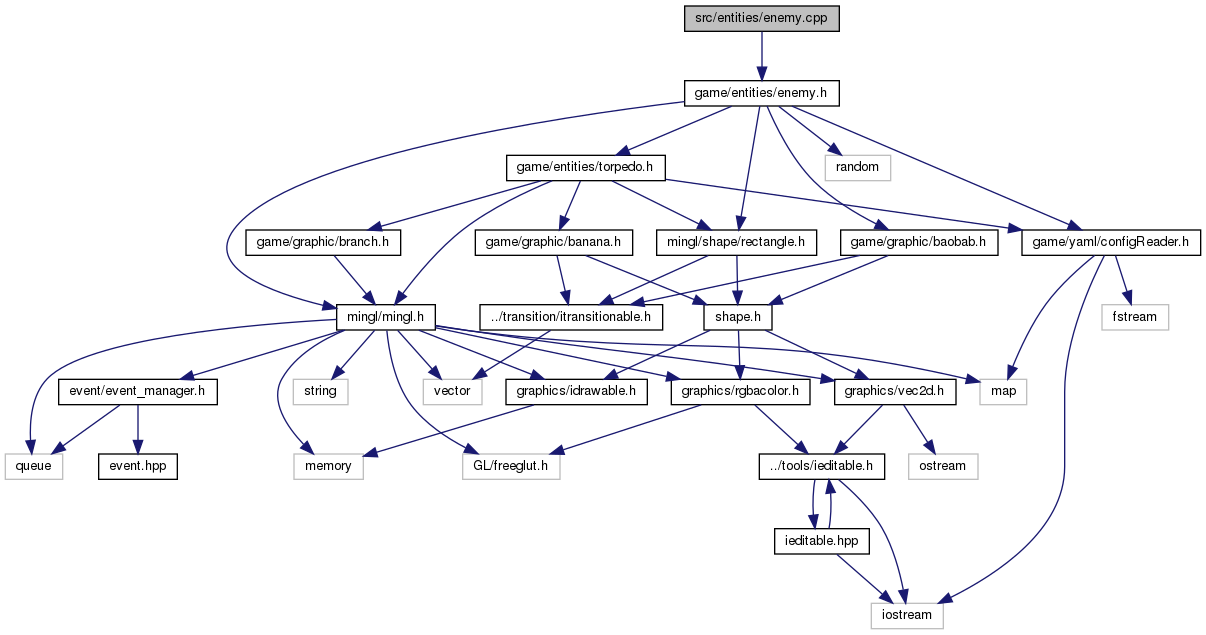 src/entities/enemy.cpp
game/entities/enemy.h
game/entities/torpedo.h
random
game/graphic/branch.h
game/graphic/banana.h
mingl/shape/rectangle.h
game/graphic/baobab.h
game/yaml/configReader.h
mingl/mingl.h
../transition/itransitionable.h
shape.h
fstream
event/event_manager.h
string
vector
graphics/idrawable.h
graphics/rgbacolor.h
graphics/vec2d.h
map
queue
event.hpp
memory
GL/freeglut.h
../tools/ieditable.h
ostream
ieditable.hpp
iostream